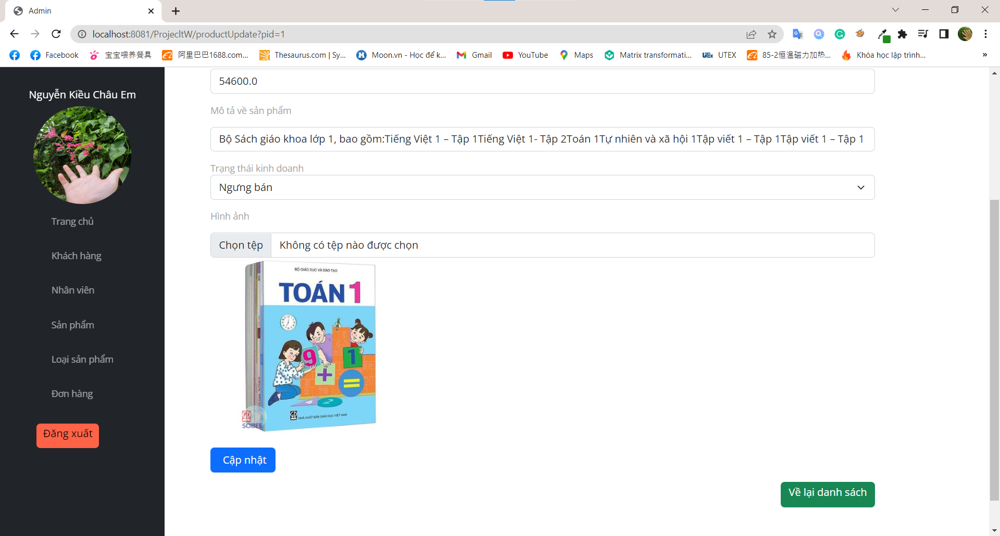 Admin
localhost:8081/ProjecltW/productUpdate?pid=1
Facebook
宝宝喂养餐具
阿里巴巴1688.com...
Thesaurus.com | Sy...
Moon.vn - Học để k...
Gmail
YouTube
Maps
Matrix transformati...
UEx UTEX
85-2恒温磁力加热...
Khóa học lập trình...
»
Nguyễn Kiều Châu Em
Trang chủ
Khách hàng
Nhân viên
Sản phẩm
Loại sản phẩm
Đơn hàng
Đăng xuất
54600.0
Mô tả về sản phẩm
Bộ Sách giáo khoa lớp 1, bao gồm:Tiếng Việt 1 – Tập 1Tiếng Việt 1- Tập 2Toán 1Tự nhiên và xã hội 1Tập viết 1 – Tập 1Tập viết 1 – Tập 1
Trạng thái kinh doanh
Ngưng bán
Hình ảnh
Chọn tệp Không có tệp nào được chọn
BỘ GIÁO DỤC VÀ ĐÀO TẠO
TOÁN 1
9
1
+
=
4 2
NHÀ XUẤT BẢN GIÁO DỤC VIỆT NAM
SOBEE
Cập nhật
Về lại danh sách